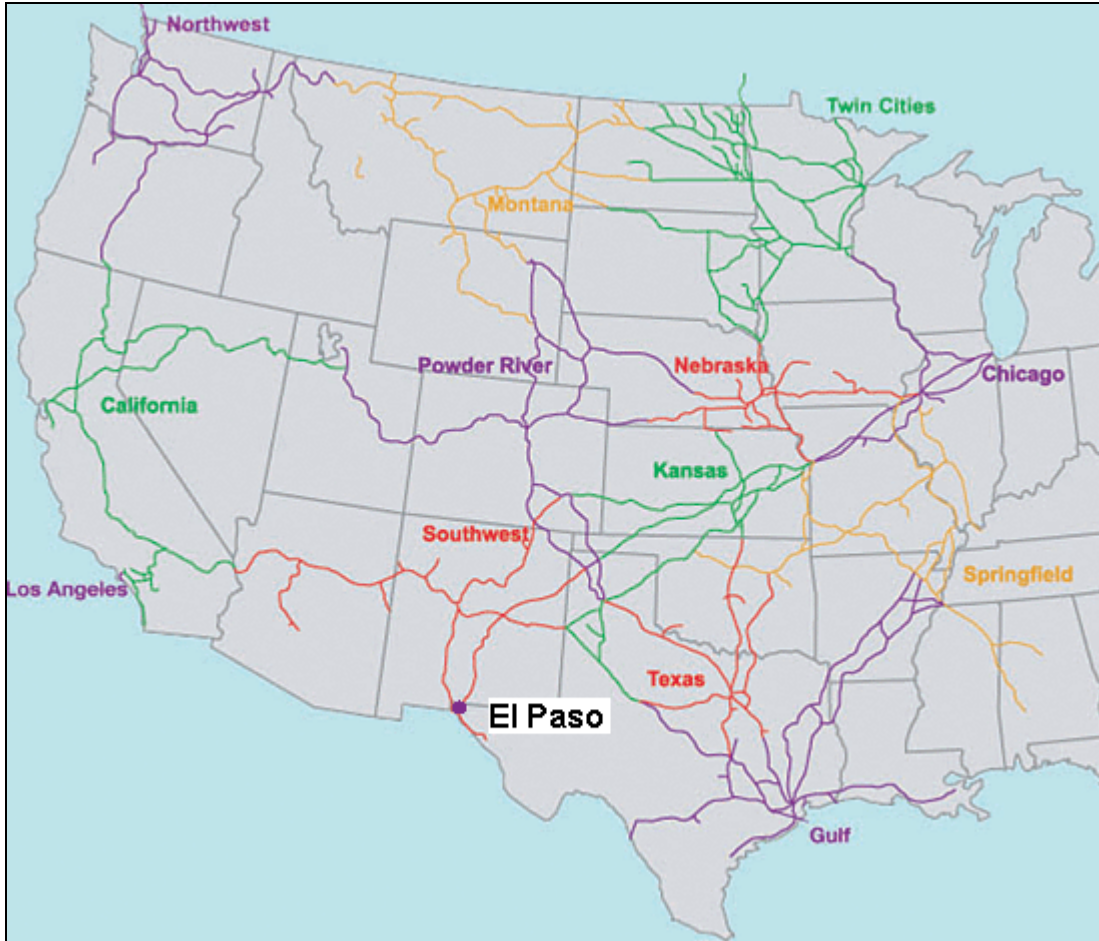 Northwest
Twin Cities
Montana
Powder River
Nebraska
Chicago
California
Kansas
Southwest
Los Angeles
Springfield
Texas
El Paso
Gulf